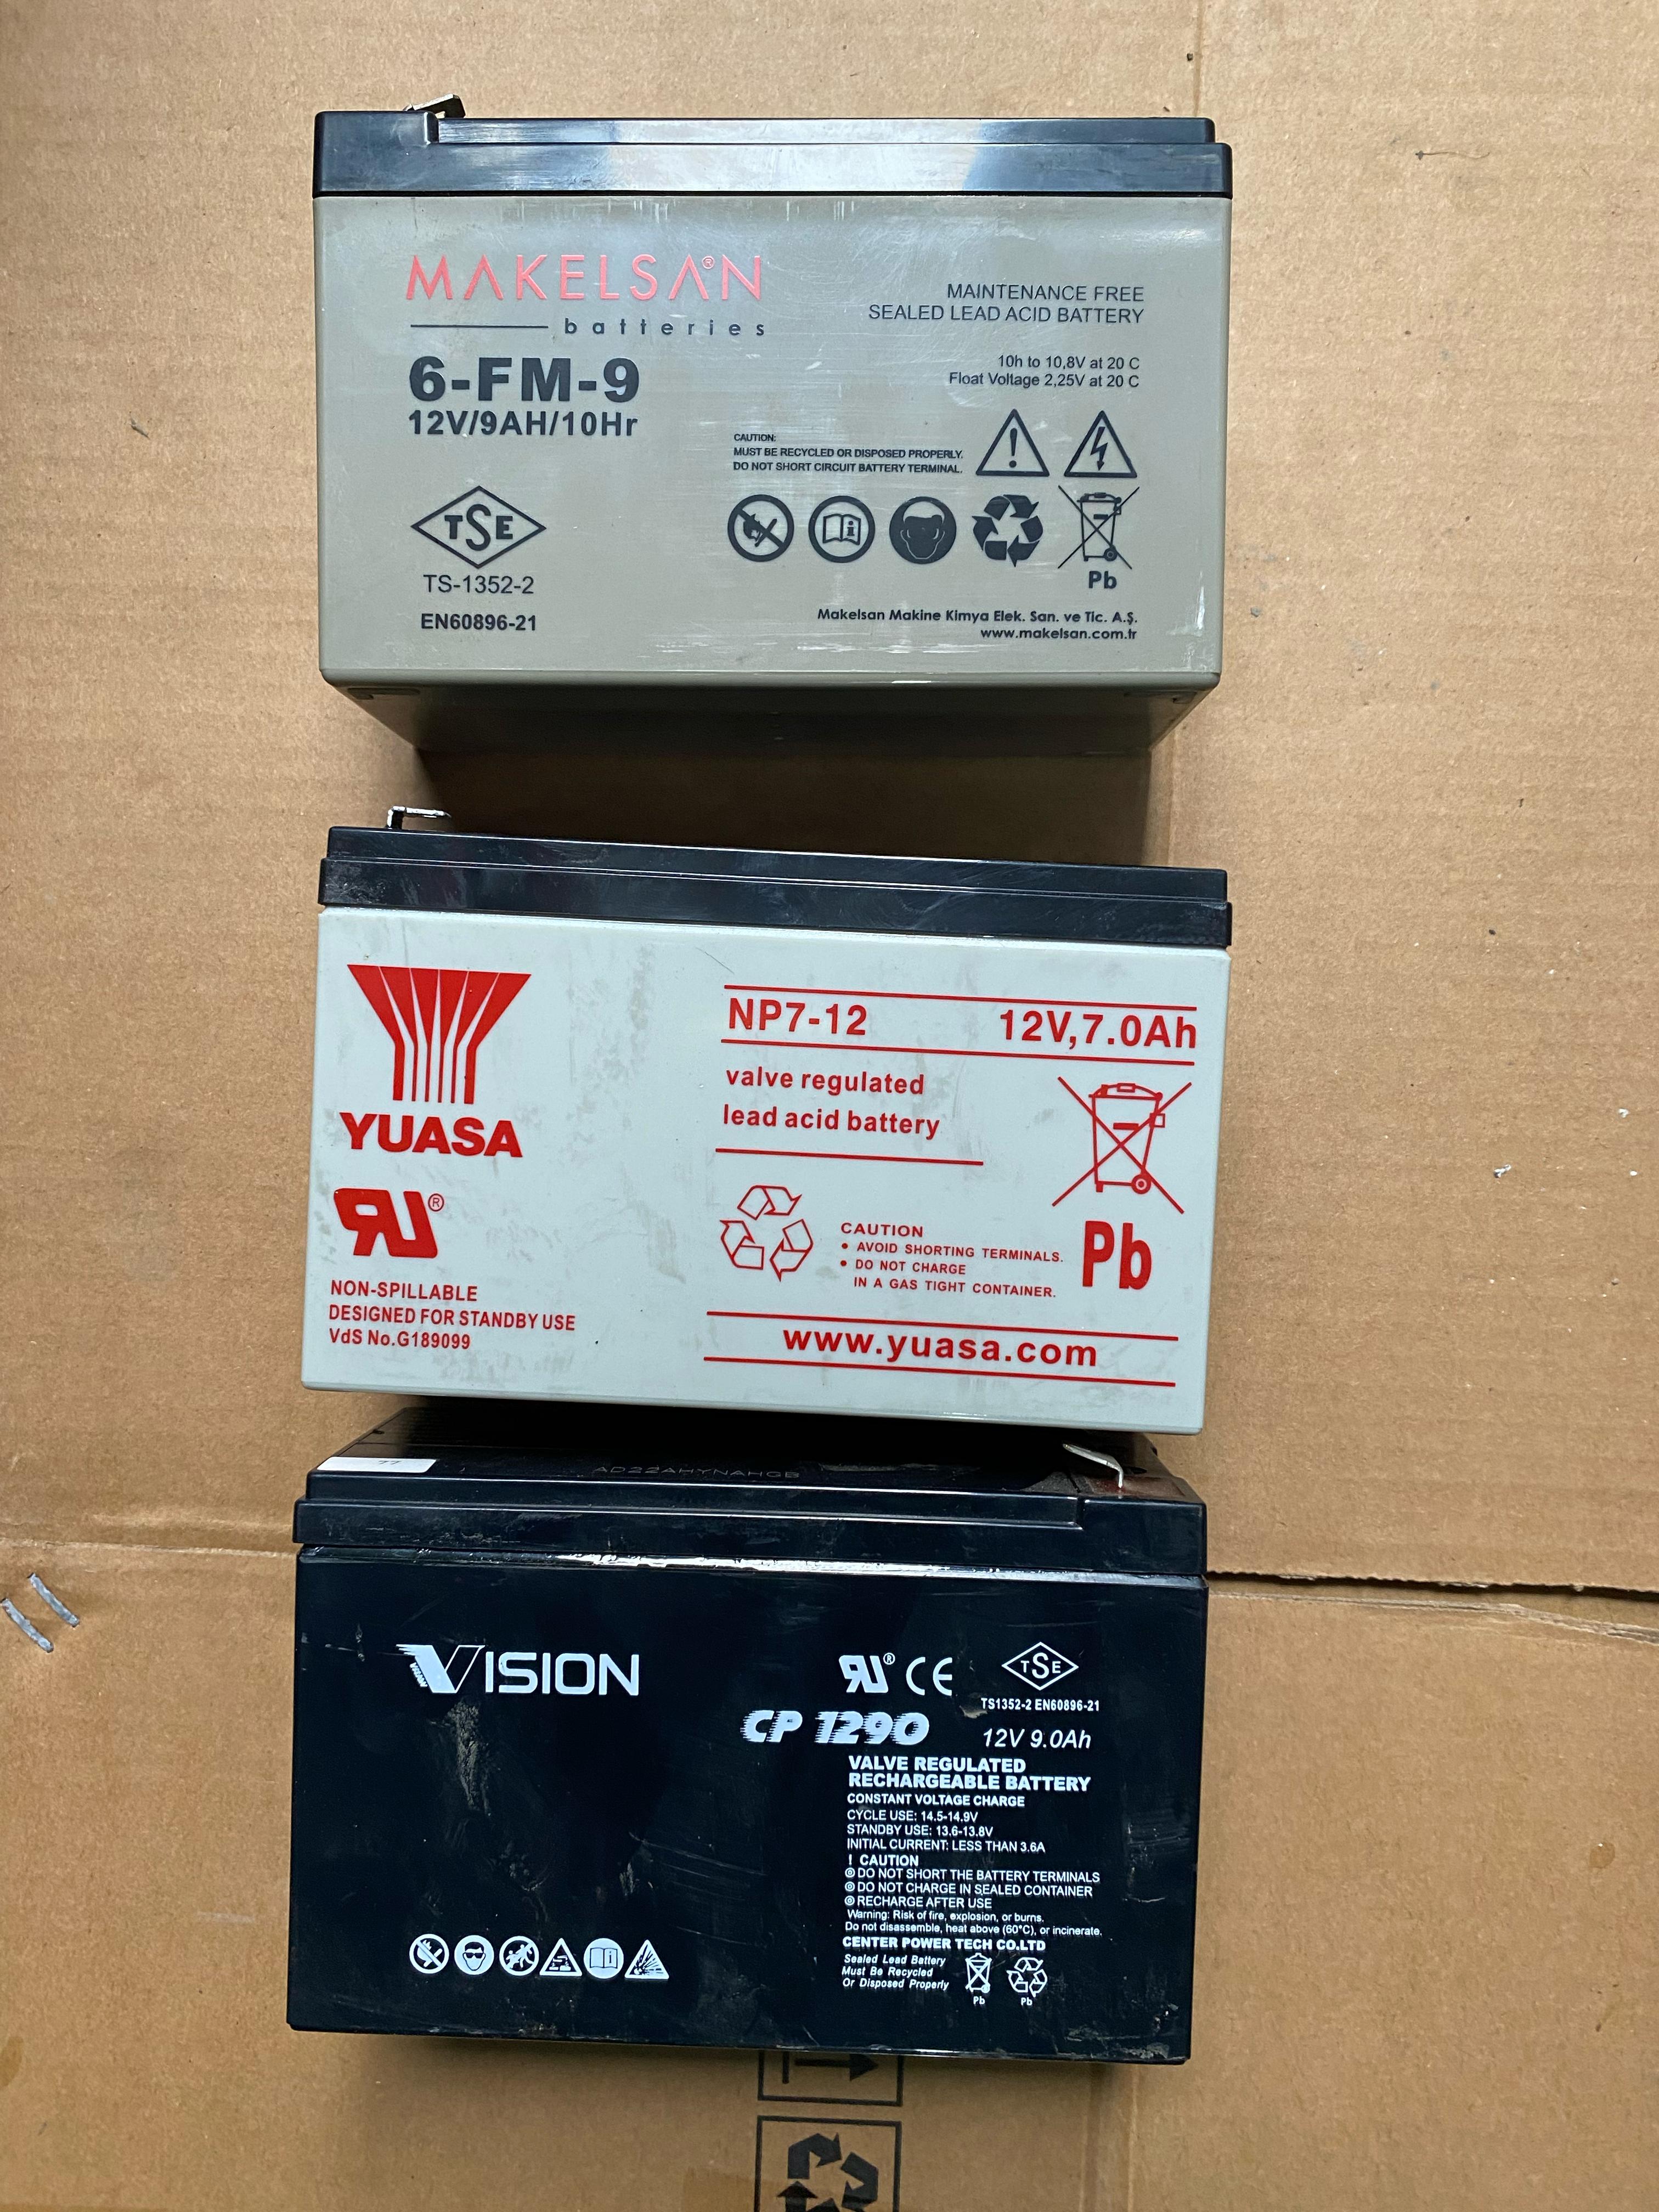 MAKELSAN®
batteries
6-FM-9
12V/9AH/10Hr
MAINTENANCE FREE
SEALED LEAD ACID BATTERY
10h to 10,8V at 20 C
Float Voltage 2,25V at 20 C
CAUTION:
MUST BE RECYCLED OR DISPOSED PROPERLY.
DO NOT SHORT CIRCUIT BATTERY TERMINAL.
TSE
TS-1352-2
EN60896-21
Pb
Makelsan Makine Kimya Elek. San. ve Tic. A.Ş.
www.makelsan.com.tr
YUASA
RU®
NON-SPILLABLE
DESIGNED FOR STANDBY USE
VdS No.G189099
NP7-12 12V,7.0Ah
valve regulated
lead acid battery
CAUTION
• AVOID SHORTING TERMINALS.
• DO NOT CHARGE
IN A GAS TIGHT CONTAINER.
Pb
www.yuasa.com
77
AD22AHYNAHGB
VISION
RU® CE TSE
TS1352-2 EN60896-21
CP 1290 12V 9.0Ah
VALVE REGULATED
RECHARGEABLE BATTERY
CONSTANT VOLTAGE CHARGE
CYCLE USE: 14.5-14.9V
STANDBY USE: 13.6-13.8V
INITIAL CURRENT: LESS THAN 3.6A
! CAUTION
◎ DO NOT SHORT THE BATTERY TERMINALS
◎ DO NOT CHARGE IN SEALED CONTAINER
◎ RECHARGE AFTER USE
Warning: Risk of fire, explosion, or burns.
Do not disassemble, heat above (60°C), or incinerate.
CENTER POWER TECH CO.LTD
Sealed Lead Battery
Must Be Recycled
Or Disposed Properly
Pb Pb